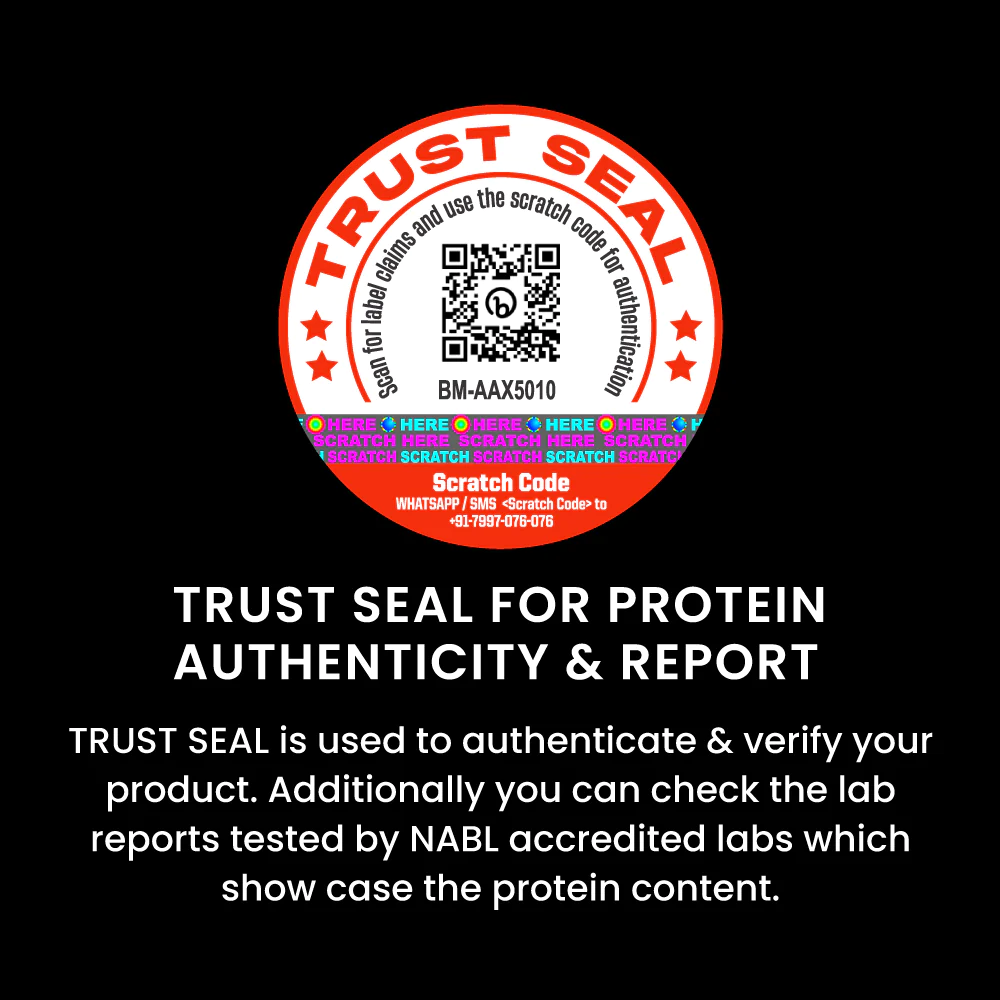 TRUST SEAL
Scan for label claims and use the scratch code for authentication
b
BM-AAX5010
HERE HERE HERE HERE HERE H
SCRATCH HERE SCRATCH HERE SCRATCH
SCRATCH SCRATCH SCRATCH SCRATCH SCRATC
Scratch Code
WHATSAPP / SMS <Scratch Code> to
+91-7997-076-076
TRUST SEAL FOR PROTEIN
AUTHENTICITY & REPORT
TRUST SEAL is used to authenticate & verify your
product. Additionally you can check the lab
reports tested by NABL accredited labs which
show case the protein content.